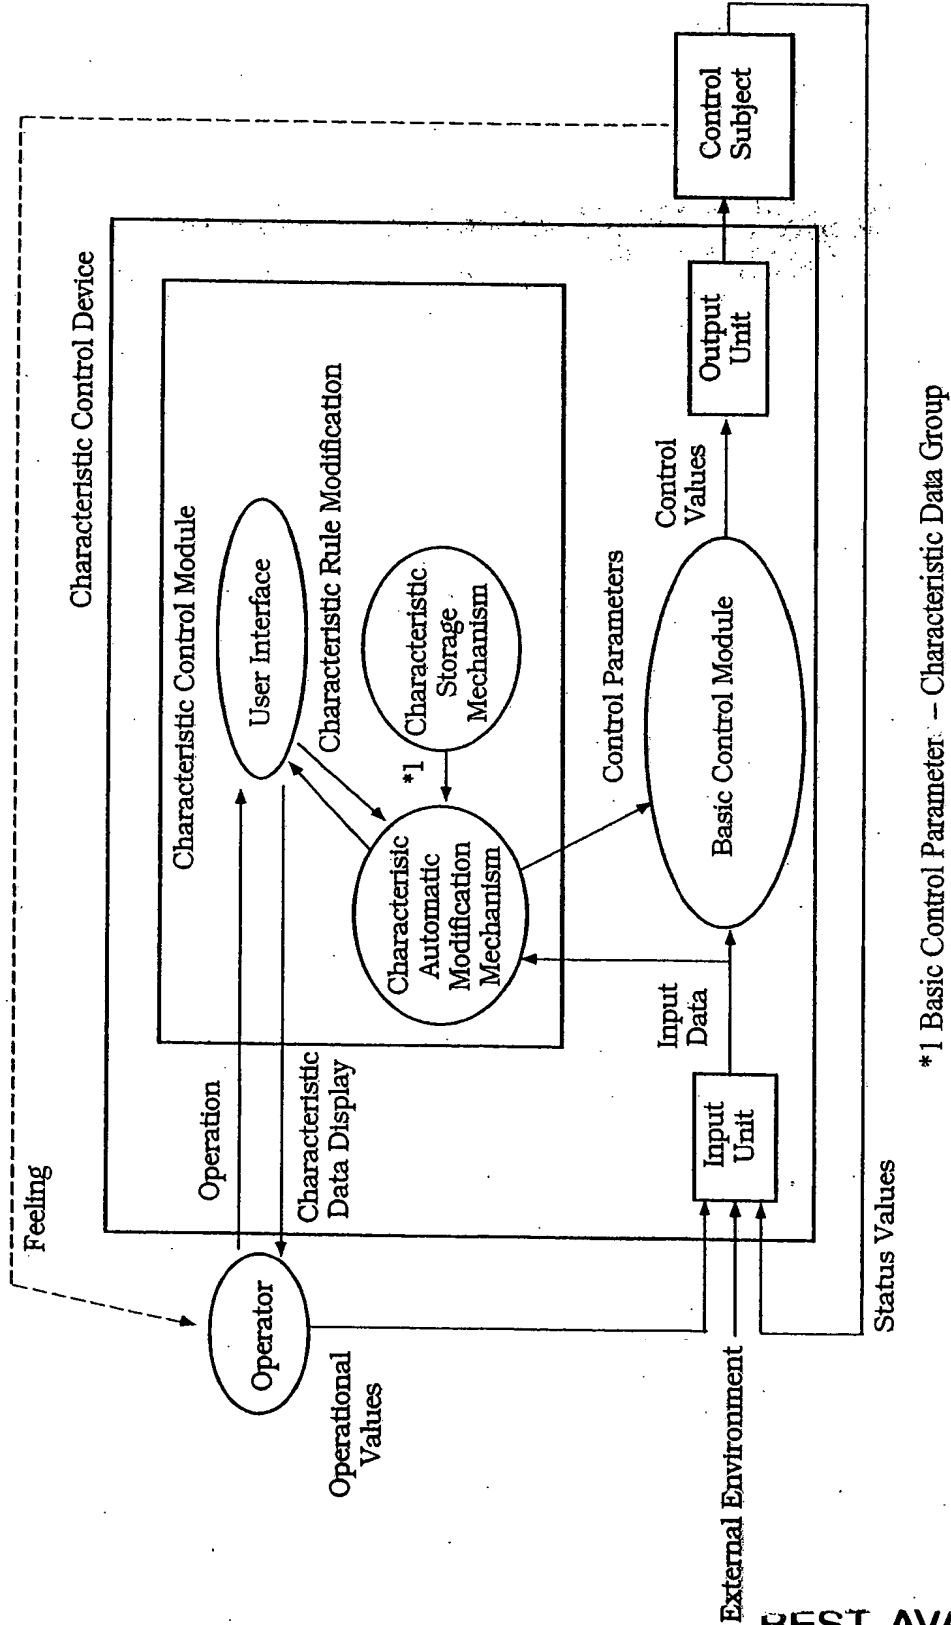 Feeling
Characteristic Control Device
Characteristic Control Module
Operation
User Interface
Operator
Characteristic
Data Display
Characteristic Rule Modification
Operational
Values
Characterisic
Automatic
Modification
Mechanism
*1
Characteristic
Storage
Mechanism
Control Parameters
Input
Data
Control
Values
Input
Unit
Basic Control Module
Output
Unit
Control
Subject
External Environment
Status Values
*1 Basic Control Parameter – Characteristic Data Group